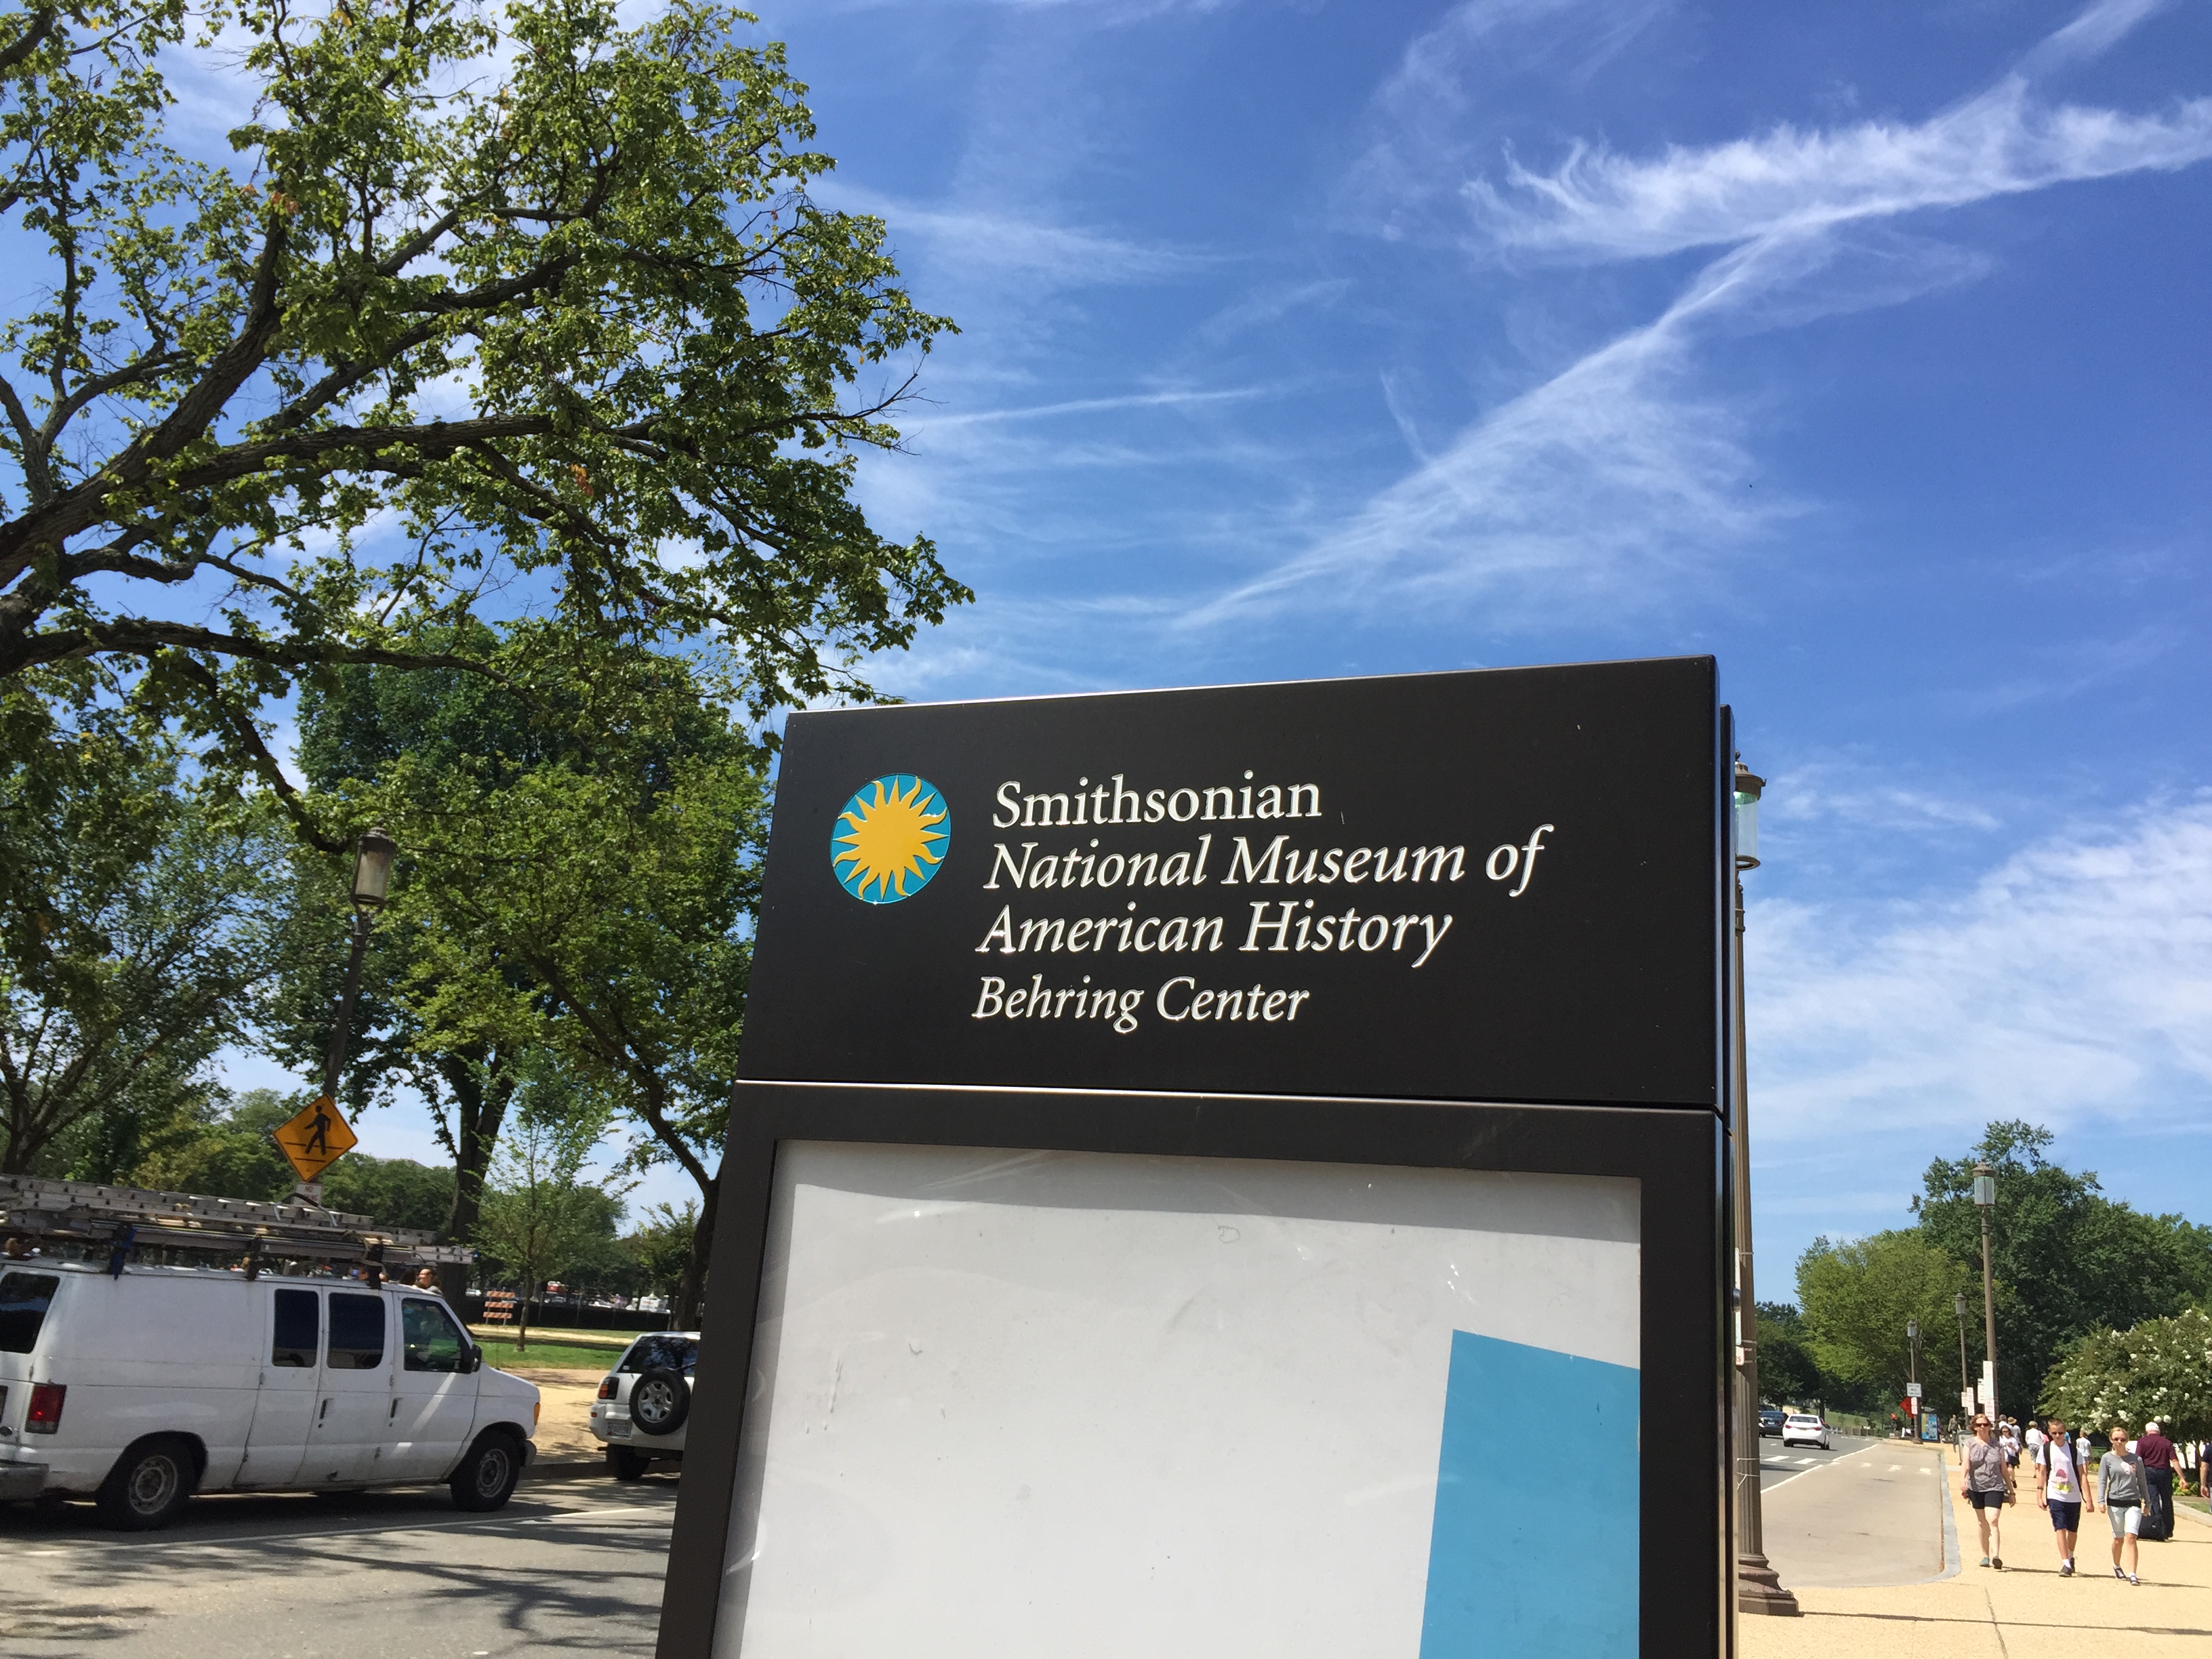 Smithsonian
National Museum of
American History
Behring Center